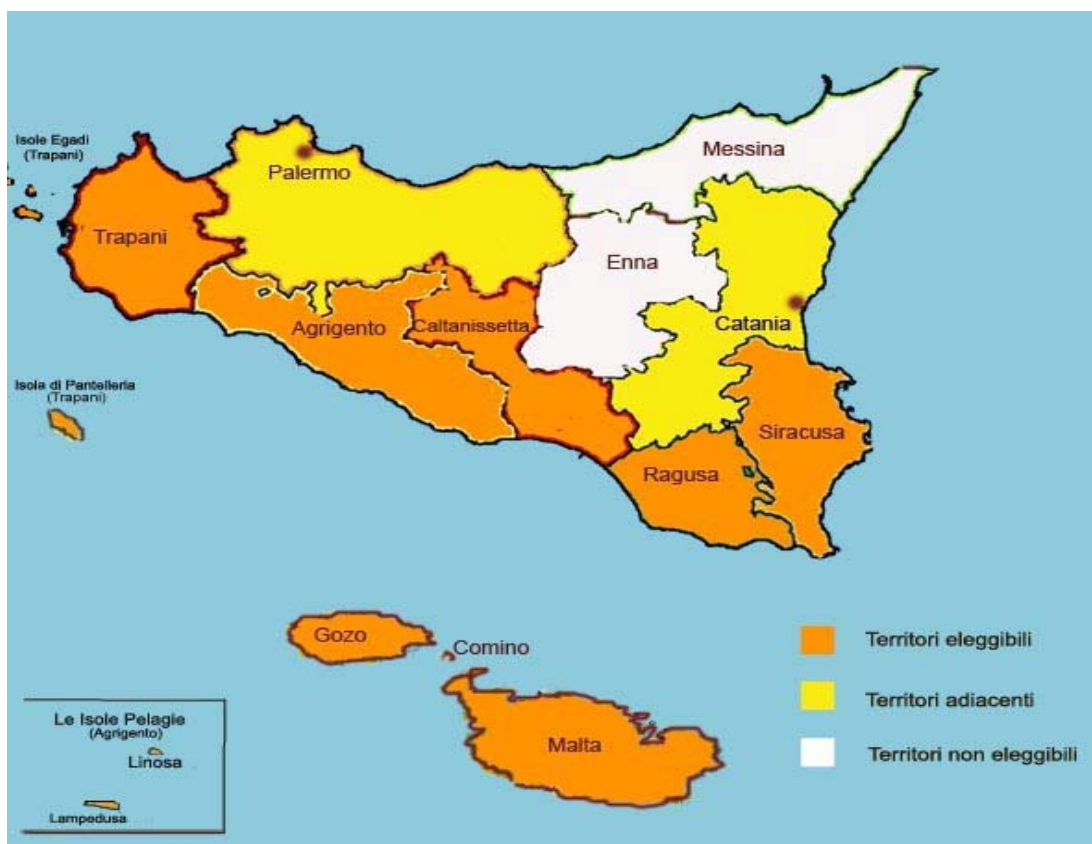 Isole Egadi
(Trapani)
Palermo
Messina
Trapani
Enna
Agrigento
Caltanissetta
Catania
Isola di Pantelleria
(Trapani)
Siracusa
Ragusa
Gozo
Comino
Malta
Territori eleggibili
Territori adiacenti
Territori non eleggibili
Le Isole Pelagie
(Agrigento)
Linosa
Lampedusa